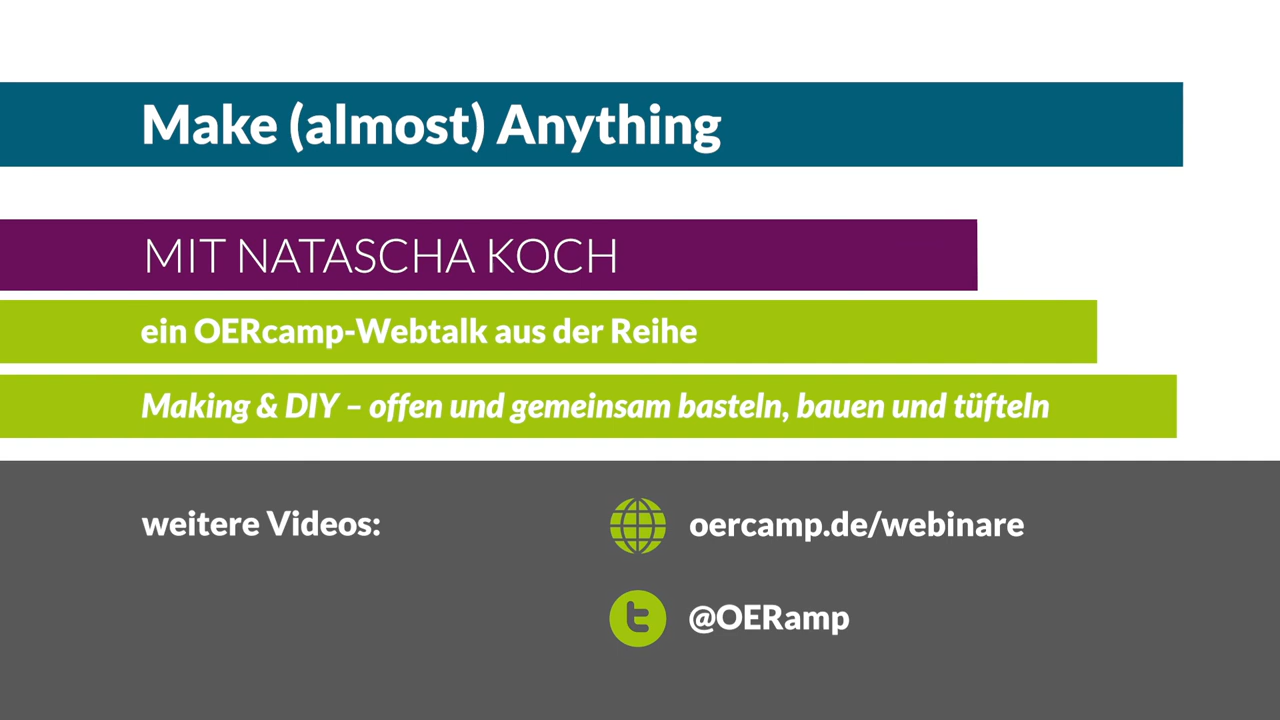 Make (almost) Anything
MIT NATASCHA KOCH
ein OERcamp-Webtalk aus der Reihe
Making & DIY – offen und gemeinsam basteln, bauen und tüfteln
weitere Videos:
oercamp.de/webinare
@OERamp